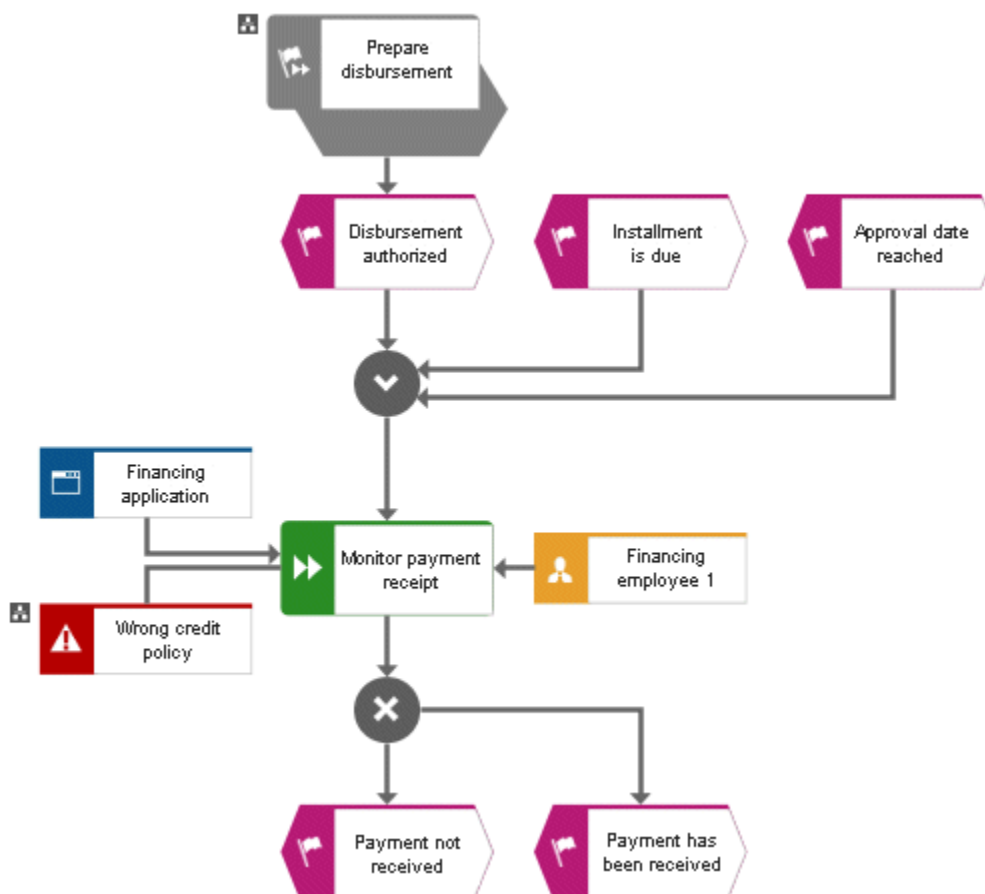 Prepare
disbursement
Disbursement
authorized
Installment
is due
Approval date
reached
Financing
application
Monitor payment
receipt
Financing
employee 1
Wrong credit
policy
Payment not
received
Payment has
been received